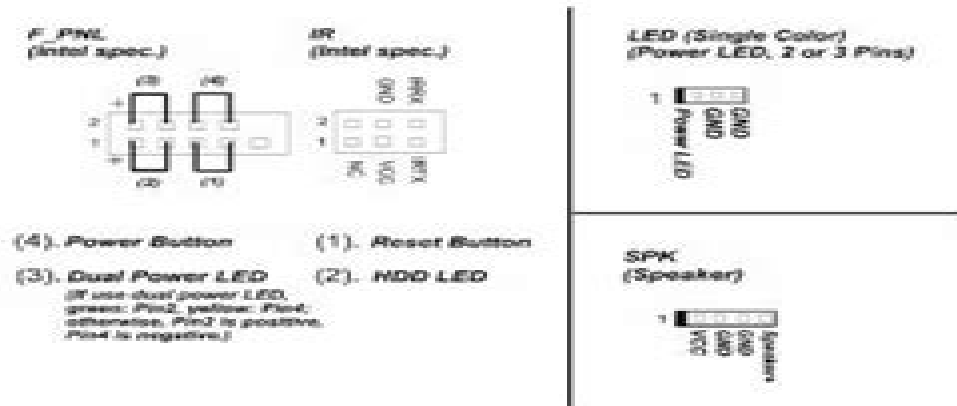 F_PNL
(Intel spec.)
(3) (4)
+
2
1
+
(2) (1)
IR
(Intel spec.)
GND IRRX
2
1
NC VCC IRTX
LED (Single Color)
(Power LED, 2 or 3 Pins)
1
Power LED
GND
GND
(4). Power Button
(1). Reset Button
(3). Dual Power LED
(If use dual power LED,
green: Pin2, yellow: Pin4;
otherwise, Pin2 is positive,
Pin4 is negative.)
(2). HDD LED
SPK
(Speaker)
1
VCC
GND
GND
Speaker